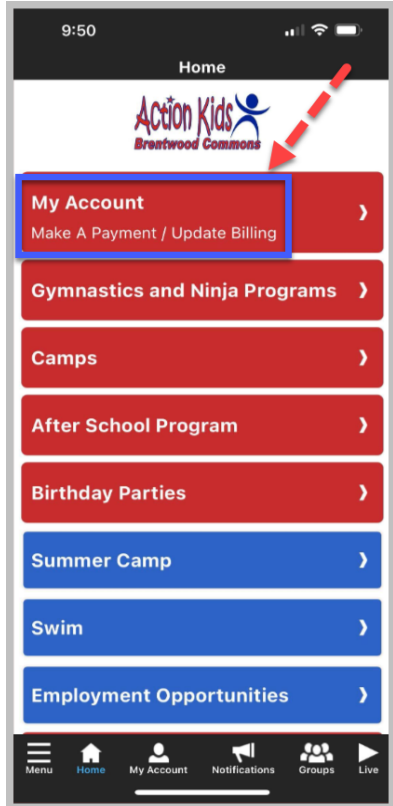 9:50
Home
Action Kids
Brentwood Commons
My Account
Make A Payment / Update Billing
Gymnastics and Ninja Programs
Camps
After School Program
Birthday Parties
Summer Camp
Swim
Employment Opportunities
Menu Home My Account Notifications Groups Live